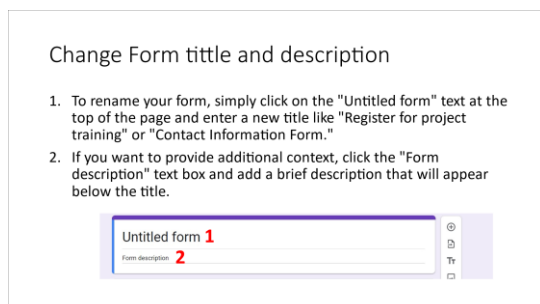 Change Form tittle and description
1. To rename your form, simply click on the "Untitled form" text at the
top of the page and enter a new title like "Register for project
training" or "Contact Information Form."
2. If you want to provide additional context, click the "Form
description" text box and add a brief description that will appear
below the title.
Untitled form 1
Form description 2
Tт